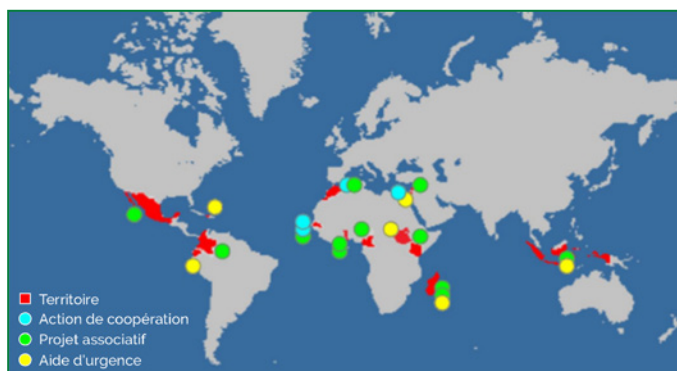 Territoire
Action de coopération
Projet associatif
Aide d'urgence